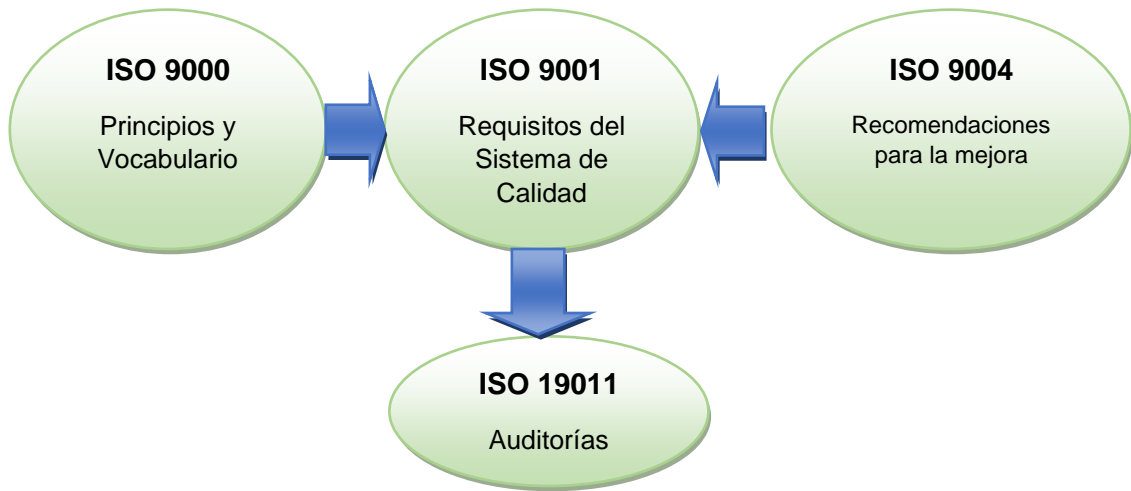 ISO 9000
Principios y
Vocabulario
ISO 9001
Requisitos del
Sistema de
Calidad
ISO 9004
Recomendaciones
para la mejora
ISO 19011
Auditorías